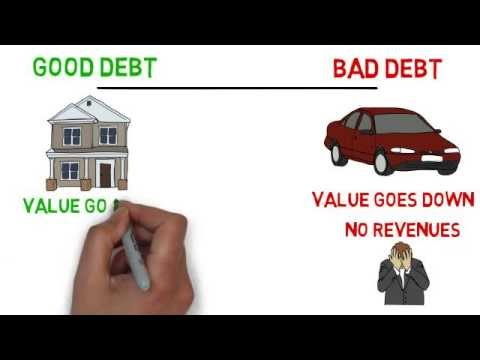 GOOD DEBT
BAD DEBT
VALUE GO
VALUE GOES DOWN
NO REVENUES